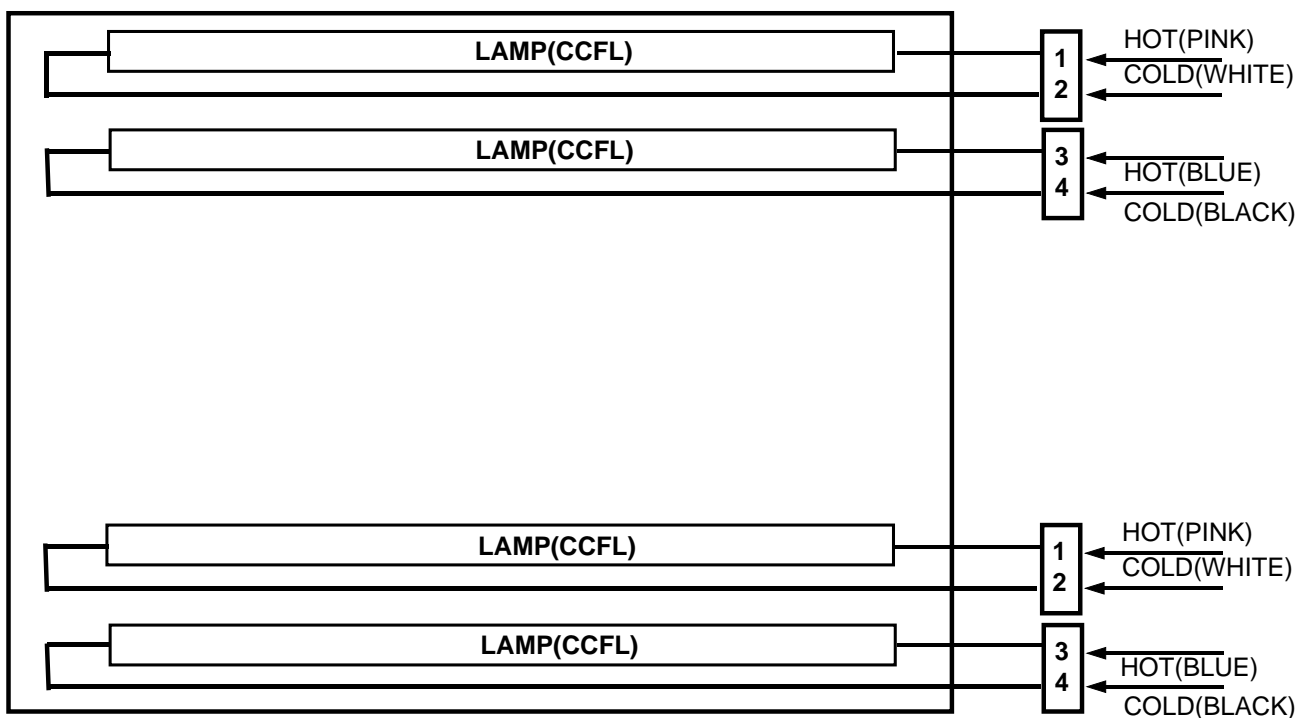 LAMP(CCFL)
1
2
HOT(PINK)
COLD(WHITE)
LAMP(CCFL)
3
4
HOT(BLUE)
COLD(BLACK)
LAMP(CCFL)
1
2
HOT(PINK)
COLD(WHITE)
LAMP(CCFL)
3
4
HOT(BLUE)
COLD(BLACK)